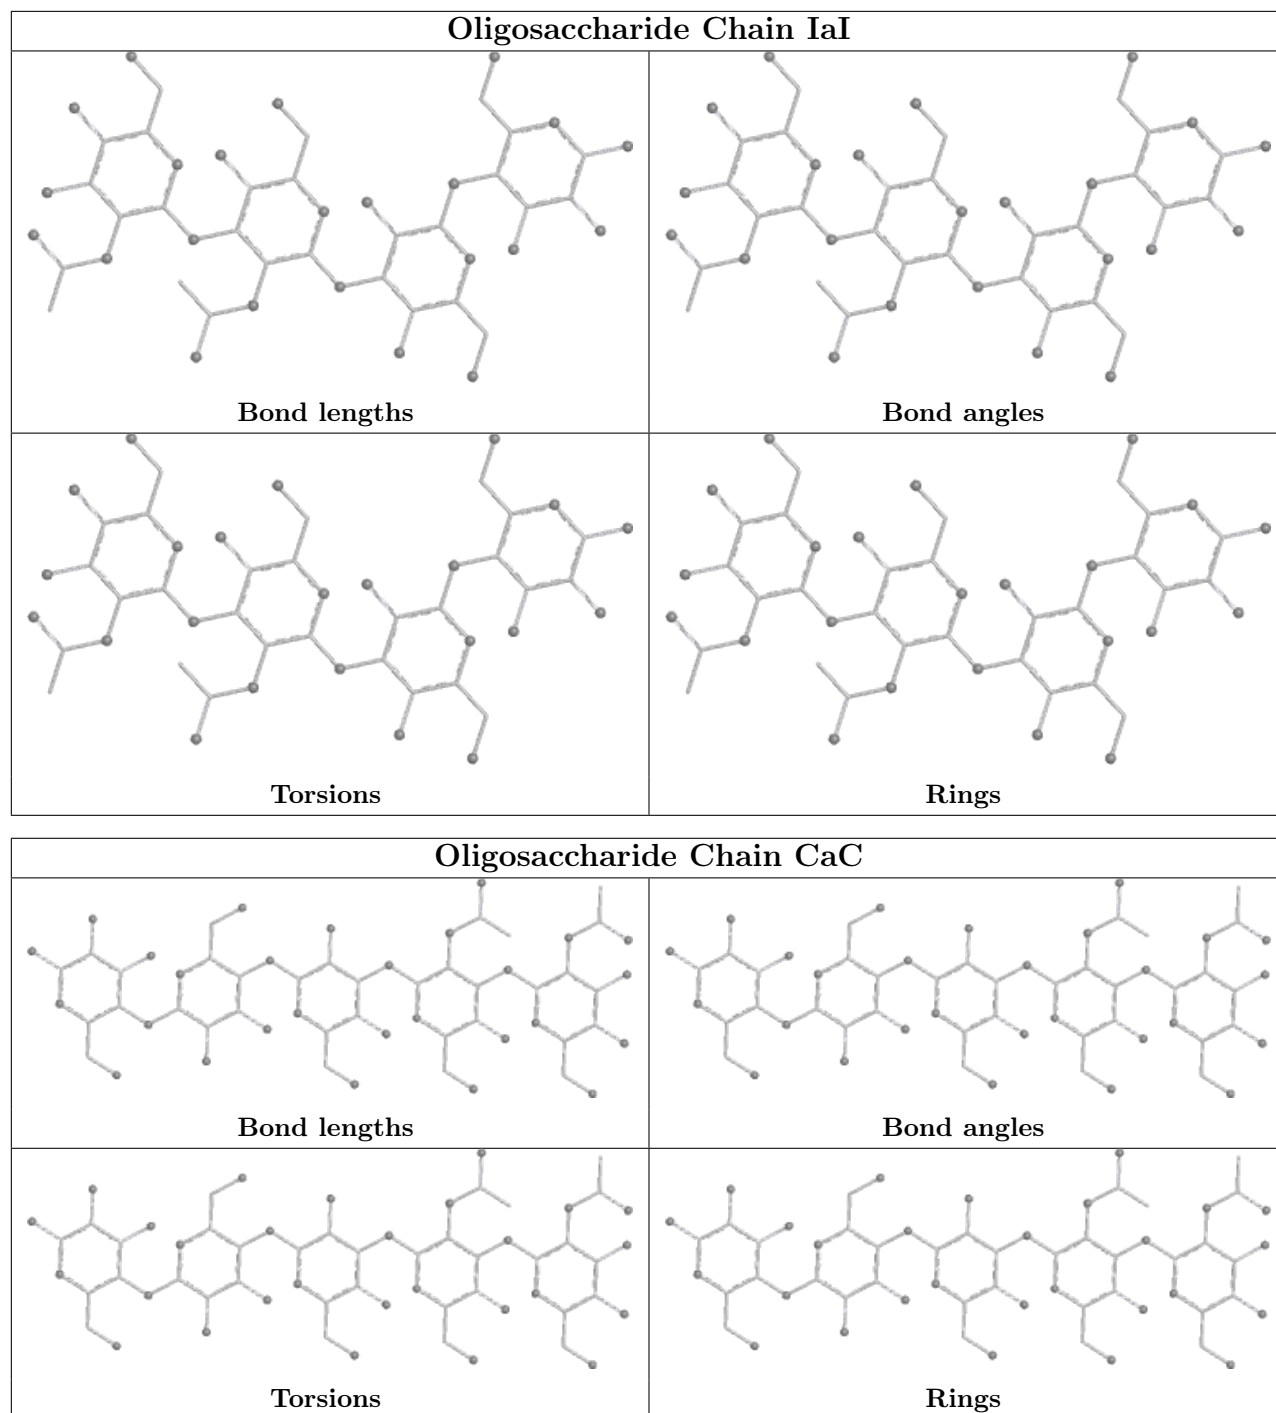 Oligosaccharide Chain IaI
Bond lengths
Bond angles
Torsions
Rings
Oligosaccharide Chain CaC
Bond lengths
Bond angles
Torsions
Rings